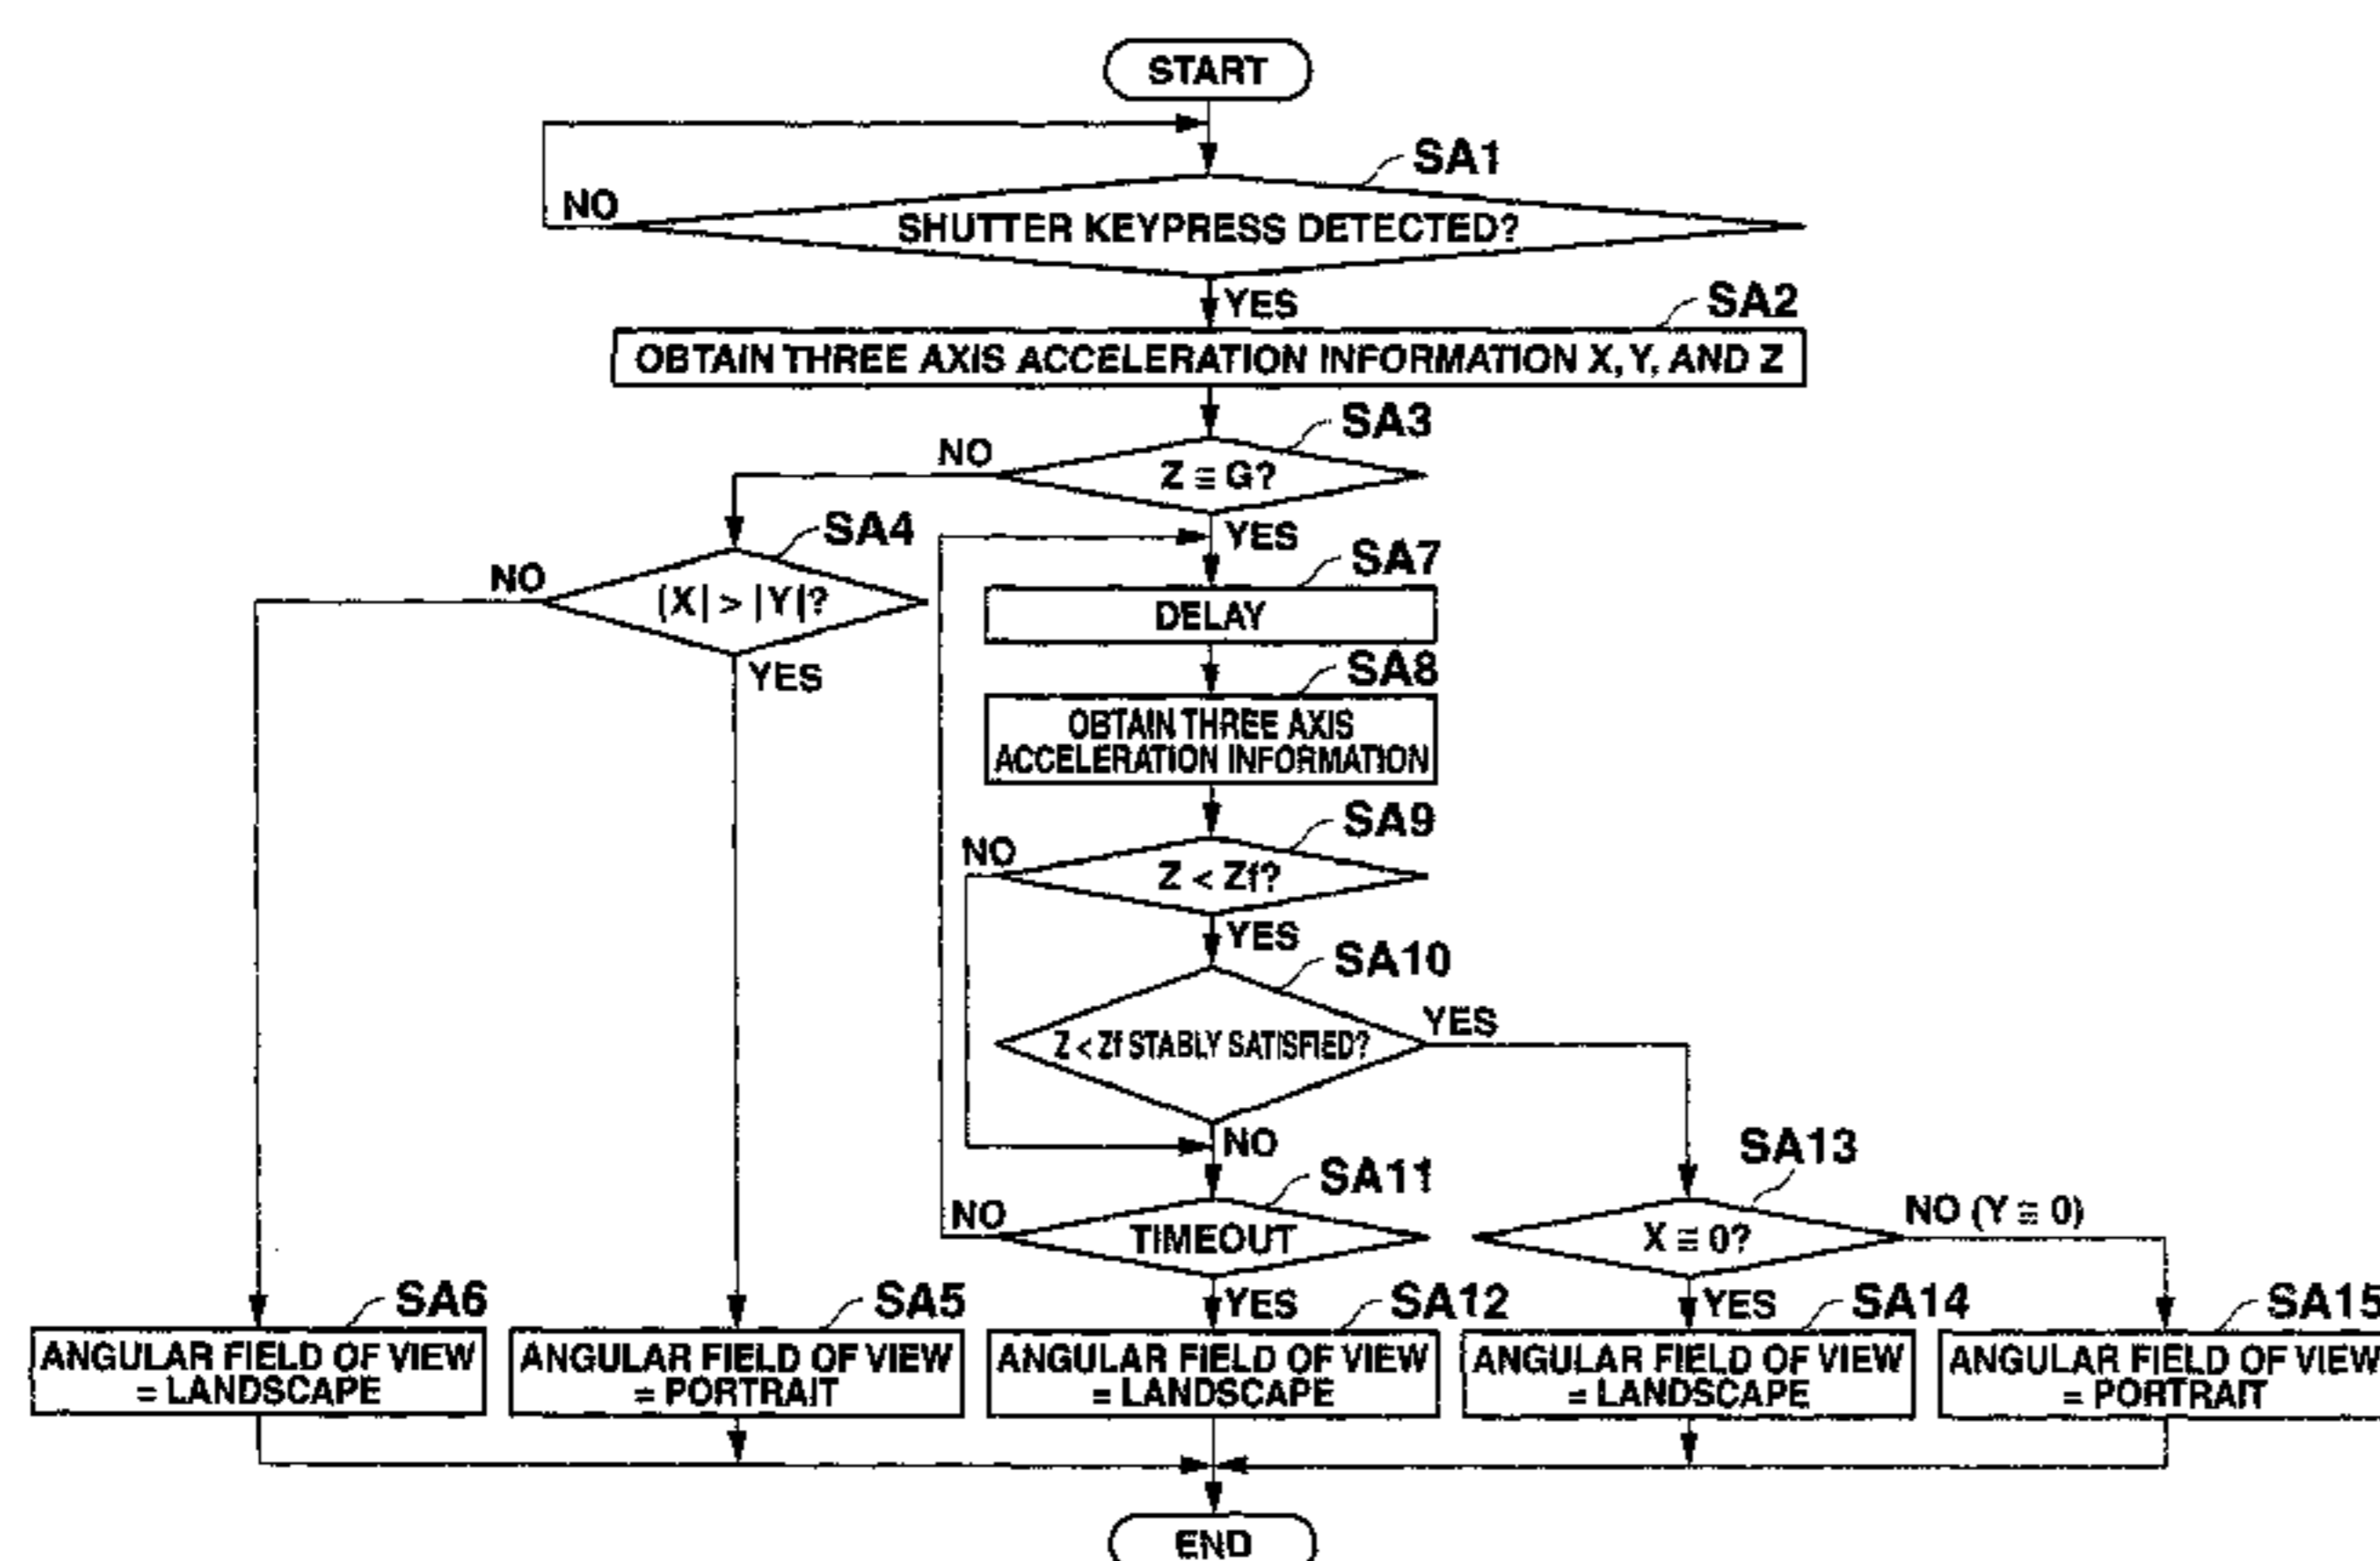 START
SA1
NO
SHUTTER KEYPRESS DETECTED?
YES
SA2
OBTAIN THREE AXIS ACCELERATION INFORMATION X, Y, AND Z
SA3
NO
Z ≅ G?
YES
SA4
NO
|X| > |Y|?
YES
SA7
DELAY
SA8
OBTAIN THREE AXIS
ACCELERATION INFORMATION
SA9
NO
Z < Zf?
YES
SA10
Z < Zf STABLY SATISFIED?
YES
NO
SA11
NO
TIMEOUT
YES
SA13
X ≅ 0?
NO (Y ≅ 0)
YES
SA6
ANGULAR FIELD OF VIEW
= LANDSCAPE
SA5
ANGULAR FIELD OF VIEW
= PORTRAIT
SA12
ANGULAR FIELD OF VIEW
= LANDSCAPE
SA14
ANGULAR FIELD OF VIEW
= LANDSCAPE
SA15
ANGULAR FIELD OF VIEW
= PORTRAIT
END